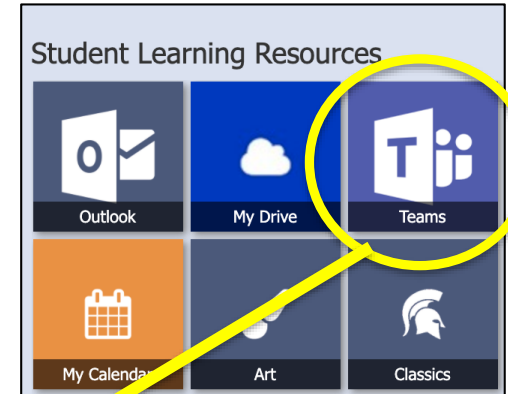 Student Learning Resources
O
T
Outlook
My Drive
Teams
My Calendar
Art
Classics